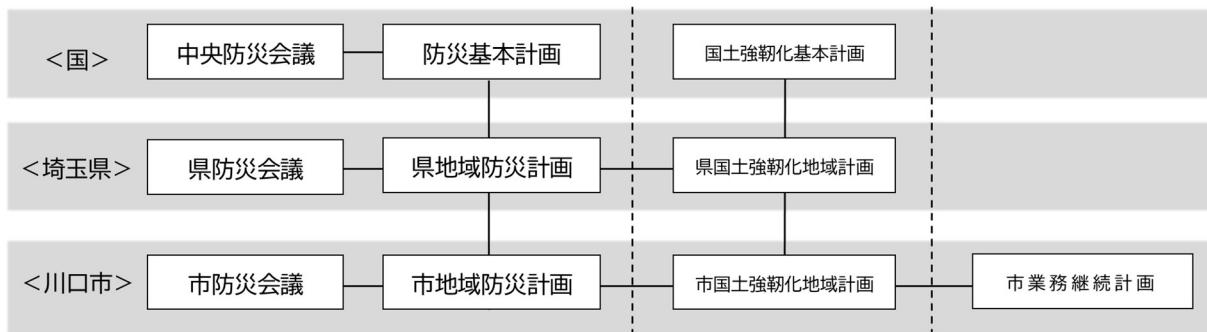 ＜国＞
中央防災会議
防災基本計画
国土強靭化基本計画
＜埼玉県＞
県防災会議
県地域防災計画
県国土強靭化地域計画
＜川口市＞
市防災会議
市地域防災計画
市国土強靭化地域計画
市業務継続計画